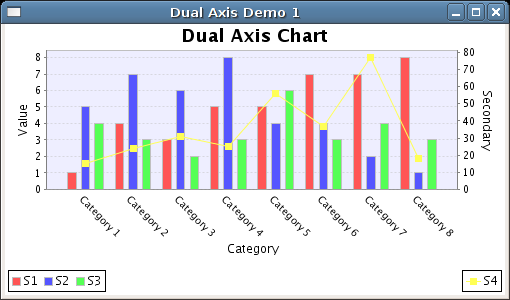 Dual Axis Demo 1
Dual Axis Chart
8
7
6
5
4
3
2
1
0
Value
80
70
60
50
40
30
20
10
0
Secondary
Category 1
Category 2
Category 3
Category 4
Category 5
Category 6
Category 7
Category 8
Category
S1 S2 S3
S4